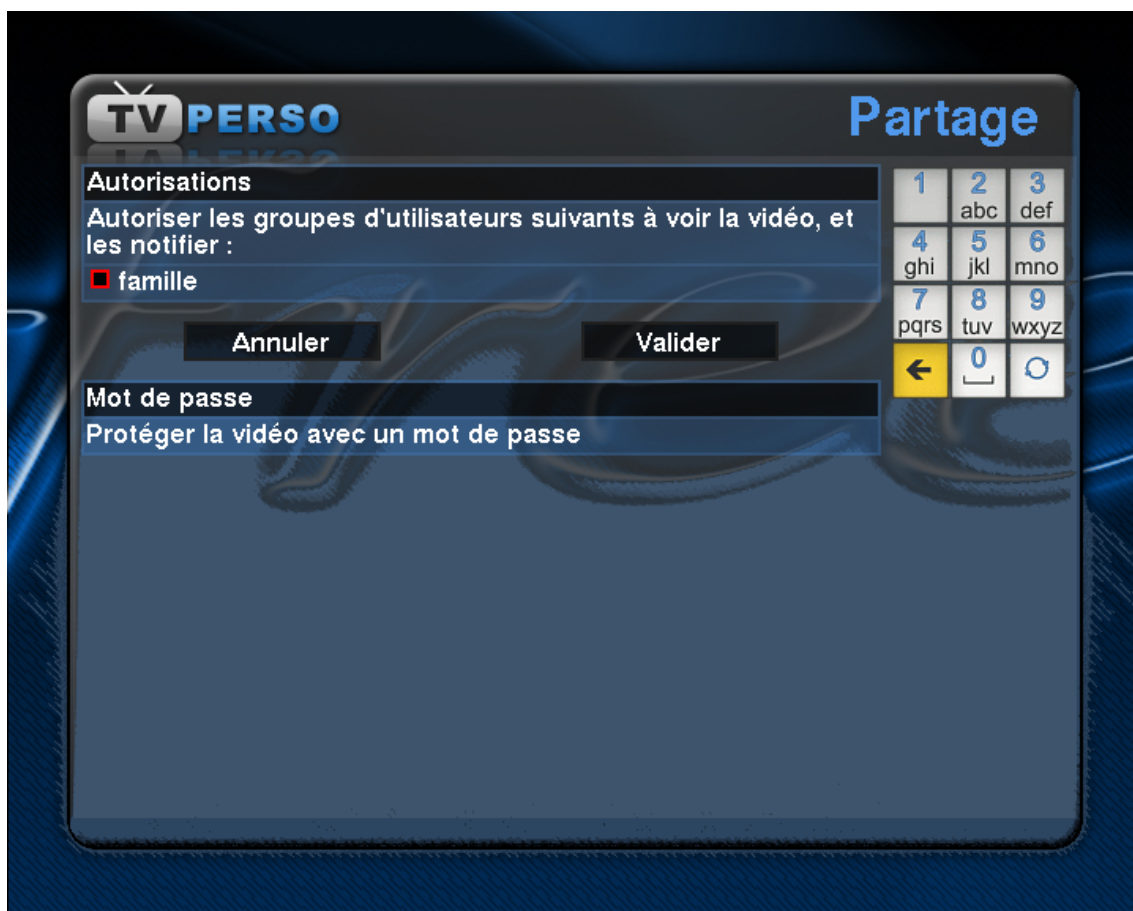 TV PERSO
Partage
Autorisations
Autoriser les groupes d'utilisateurs suivants à voir la vidéo, et
les notifier :
famille
Annuler
Valider
Mot de passe
Protéger la vidéo avec un mot de passe
1 2 3
abc def
4 5 6
ghi jkl mno
7 8 9
pqrs tuv wxyz
0